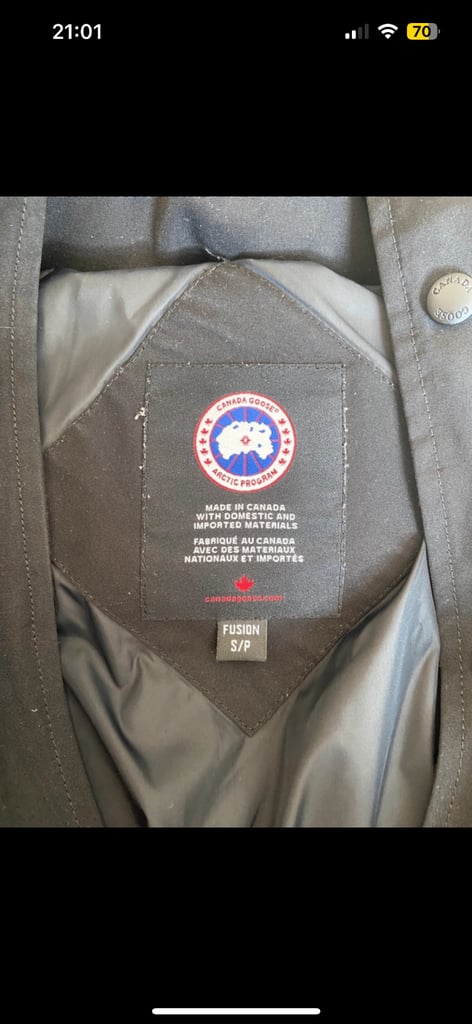 21:01
70
CANADA
GOOSE
CANADA GOOSE®
ARCTIC PROGRAM
MADE IN CANADA
WITH DOMESTIC AND
IMPORTED MATERIALS
FABRIQUÉ AU CANADA
AVEC DES MATERIAUX
NATIONAUX ET IMPORTÉS
canadagoose.com
FUSION
S/P